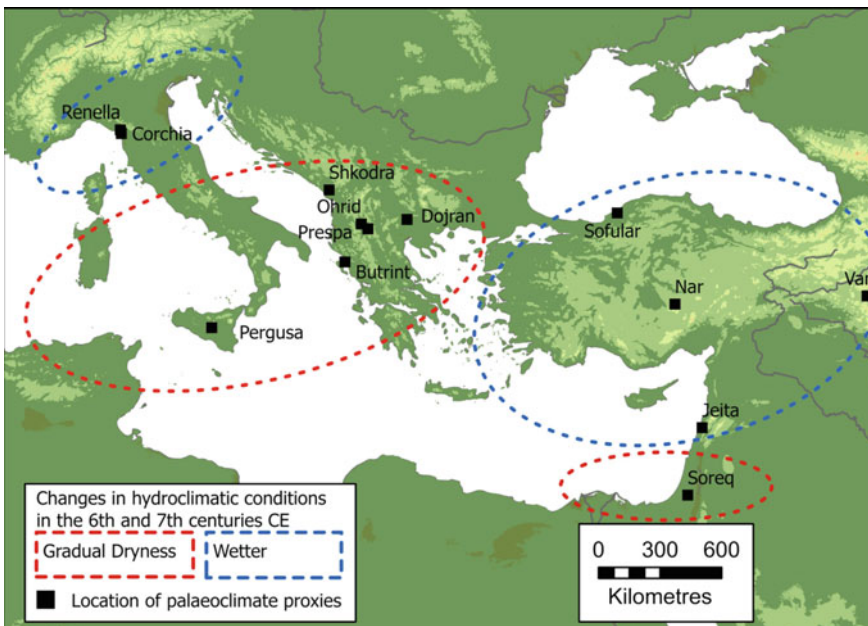 Renella
Corchia
Shkodra
Ohrid
Dojran
Prespa
Sofular
Butrint
Nar
Van
Pergusa
Jeita
Soreq
Changes in hydroclimatic conditions
in the 6th and 7th centuries CE
Gradual Dryness
Wetter
Location of palaeoclimate proxies
0 300 600
Kilometres